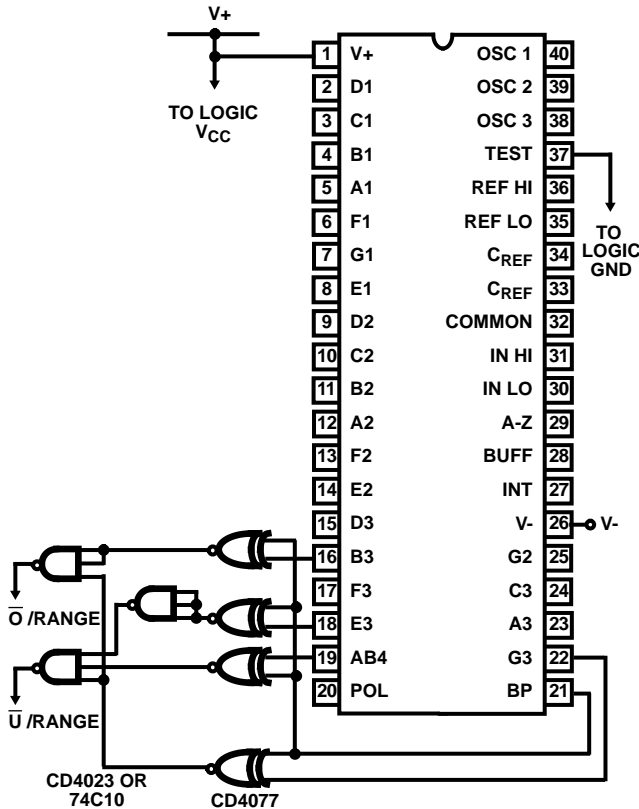 V+
1 V+ OSC 1 40
2 D1 OSC 2 39
TO LOGIC
VCC
3 C1 OSC 3 38
4 B1 TEST 37
5 A1 REF HI 36
6 F1 REF LO 35
TO
LOGIC
GND
7 G1 CREF 34
8 E1 CREF 33
9 D2 COMMON 32
10 C2 IN HI 31
11 B2 IN LO 30
12 A2 A-Z 29
13 F2 BUFF 28
14 E2 INT 27
15 D3 V- 26 V-
16 B3 G2 25
O̅ /RANGE
17 F3 C3 24
18 E3 A3 23
19 AB4 G3 22
20 POL BP 21
U̅ /RANGE
CD4023 OR
74C10
CD4077